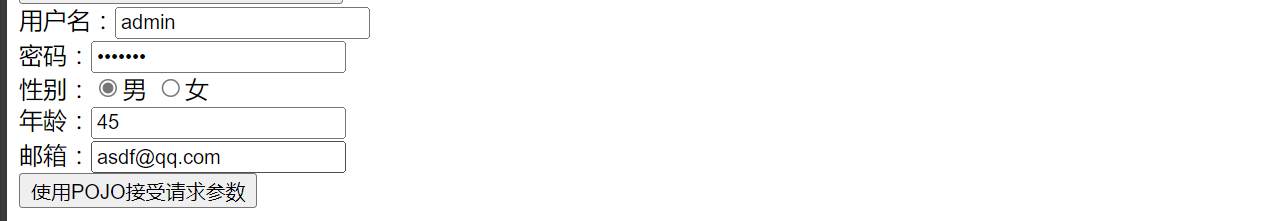 用户名：admin
密码：•••••••
性别：男 女
年龄：45
邮箱：asdf@qq.com
使用POJO接受请求参数